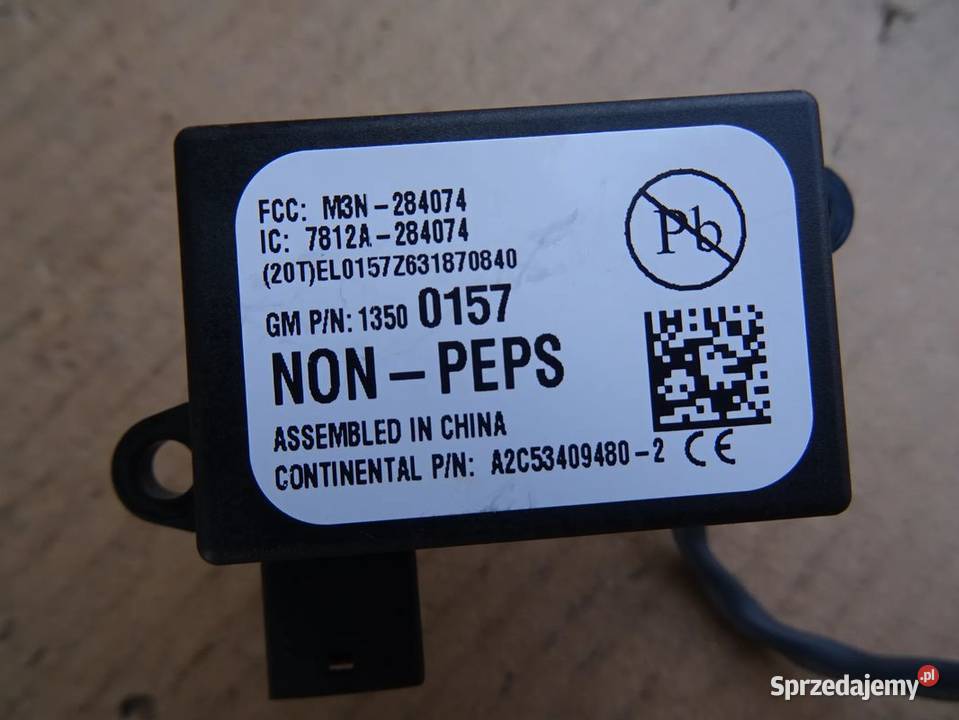 FCC: M3N-284074
IC: 7812A-284074
(20T)EL0157Z631870840
GM P/N: 1350 0157
NON-PEPS
ASSEMBLED IN CHINA
CONTINENTAL P/N: A2C53409480-2 CE
Pb
Sprzedajemy.pl